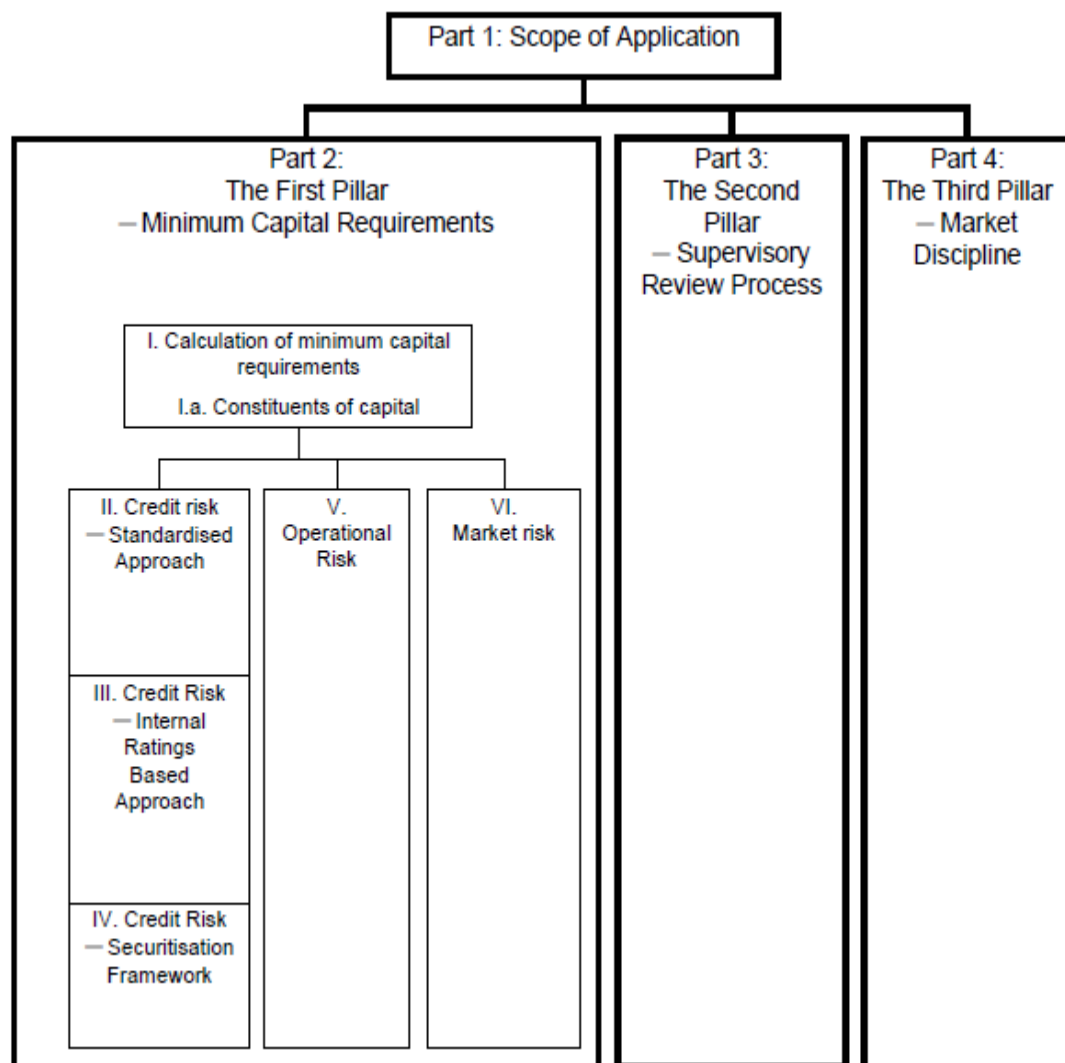 Part 1: Scope of Application
Part 2:
The First Pillar
— Minimum Capital Requirements
Part 3:
The Second
Pillar
— Supervisory
Review Process
Part 4:
The Third Pillar
— Market
Discipline
I. Calculation of minimum capital
requirements
I.a. Constituents of capital
II. Credit risk
— Standardised
Approach
III. Credit Risk
— Internal
Ratings
Based
Approach
IV. Credit Risk
— Securitisation
Framework
V.
Operational
Risk
VI.
Market risk